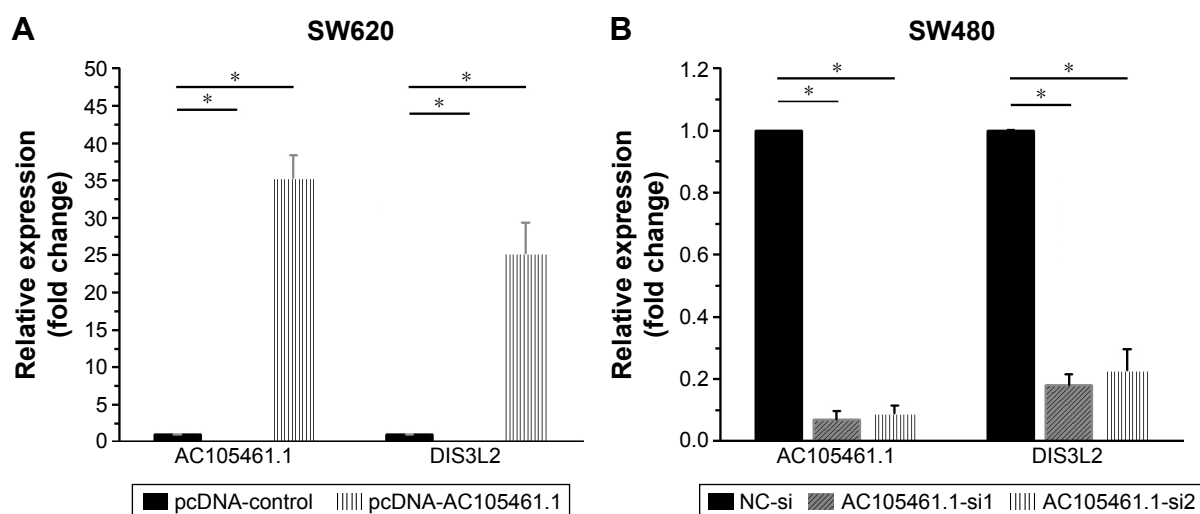 A
SW620
Relative expression
(fold change)
50
45
40
35
30
25
20
15
10
5
0
*
*
*
*
AC105461.1
DIS3L2
pcDNA-control
pcDNA-AC105461.1
B
SW480
Relative expression
(fold change)
1.2
1.0
0.8
0.6
0.4
0.2
0.0
*
*
*
*
AC105461.1
DIS3L2
NC-si
AC105461.1-si1
AC105461.1-si2